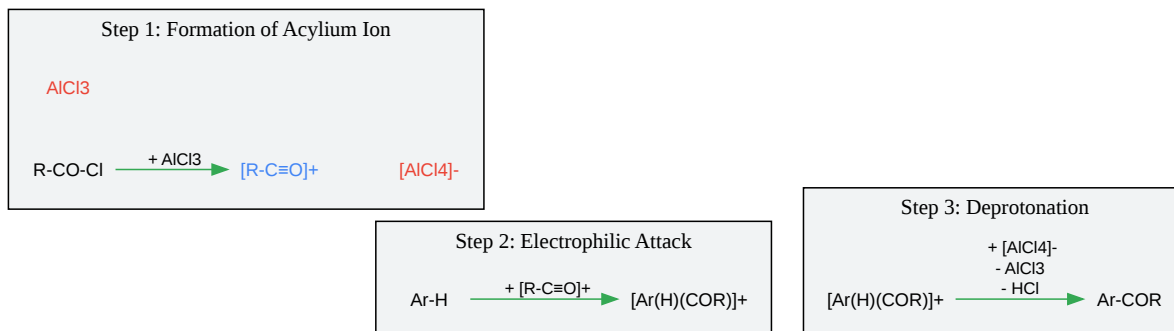 Step 1: Formation of Acylium Ion
AlCl3
R-CO-Cl
+ AlCl3
[R-C≡O]+
[AlCl4]-
Step 2: Electrophilic Attack
Ar-H
+ [R-C≡O]+
[Ar(H)(COR)]+
Step 3: Deprotonation
[Ar(H)(COR)]+
+ [AlCl4]-
- AlCl3
- HCl
Ar-COR